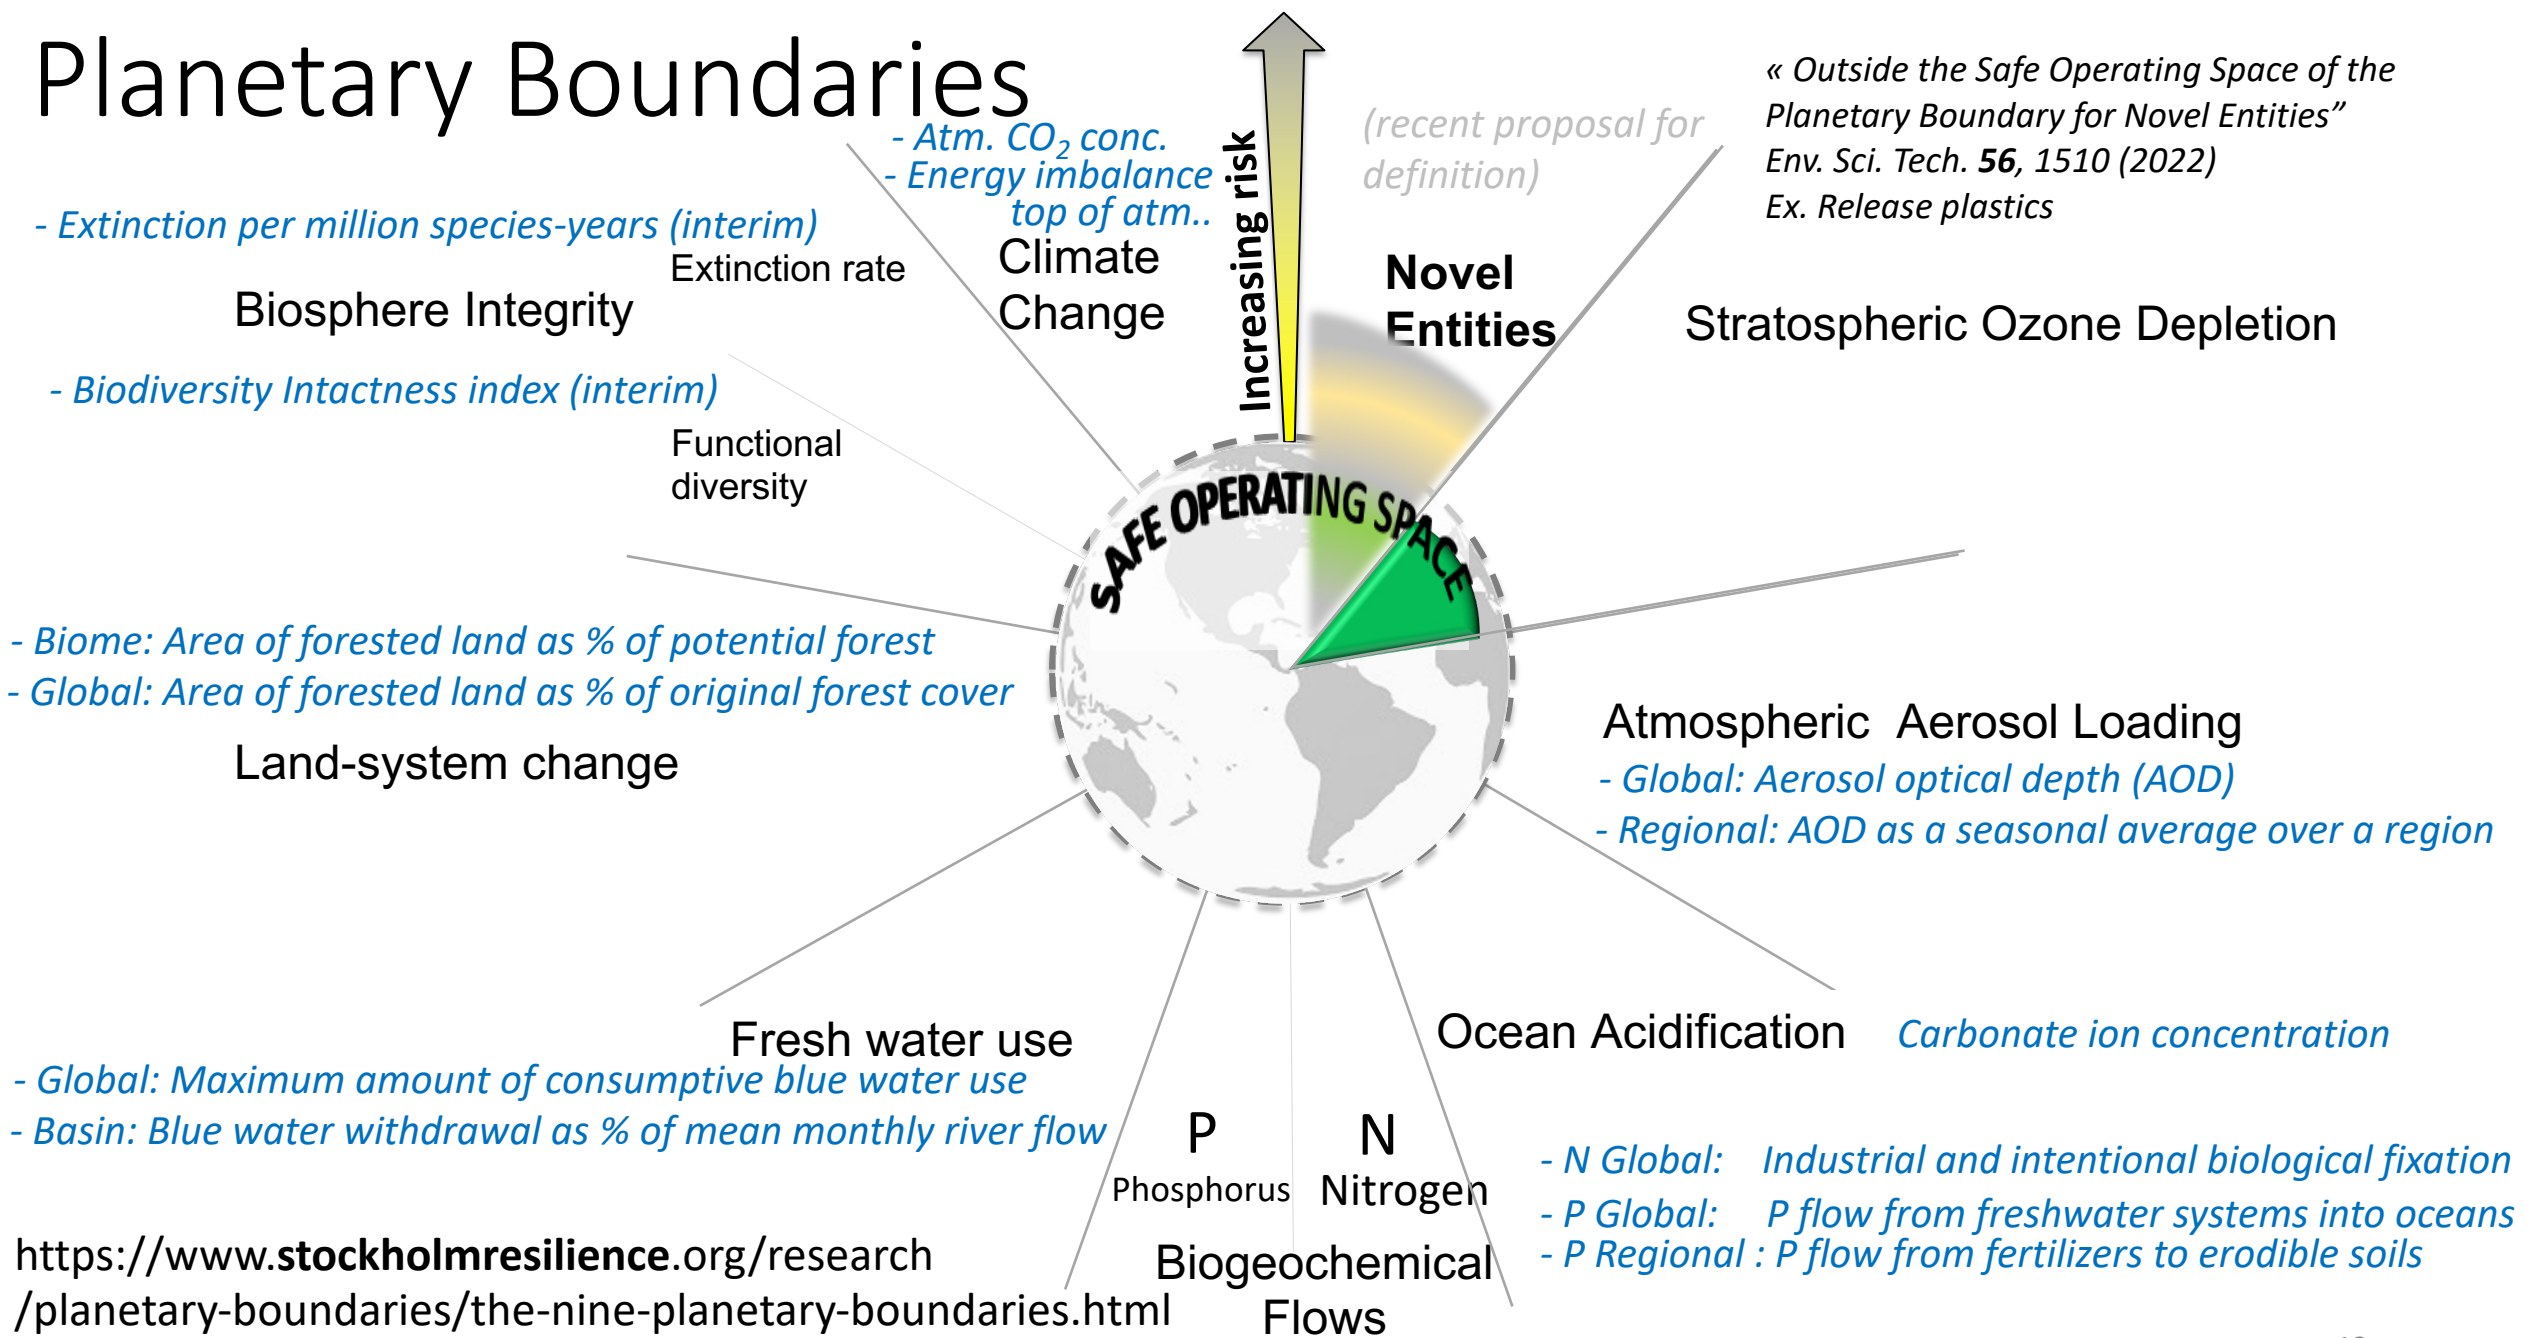 Planetary Boundaries
- Atm. CO₂ conc.
- Energy imbalance
top of atm..
Climate
Change
Increasing risk
(recent proposal for
definition)
Novel
Entities
« Outside the Safe Operating Space of the
Planetary Boundary for Novel Entities”
Env. Sci. Tech. 56, 1510 (2022)
Ex. Release plastics
Stratospheric Ozone Depletion
- Extinction per million species-years (interim)
Extinction rate
Biosphere Integrity
- Biodiversity Intactness index (interim)
Functional
diversity
SAFE OPERATING SPACE
- Biome: Area of forested land as % of potential forest
- Global: Area of forested land as % of original forest cover
Land-system change
Atmospheric Aerosol Loading
- Global: Aerosol optical depth (AOD)
- Regional: AOD as a seasonal average over a region
Fresh water use
- Global: Maximum amount of consumptive blue water use
- Basin: Blue water withdrawal as % of mean monthly river flow
Ocean Acidification
Carbonate ion concentration
P
Phosphorus
N
Nitrogen
Biogeochemical
Flows
- N Global: Industrial and intentional biological fixation
- P Global: P flow from freshwater systems into oceans
- P Regional : P flow from fertilizers to erodible soils
https://www.stockholmresilience.org/research
/planetary-boundaries/the-nine-planetary-boundaries.html